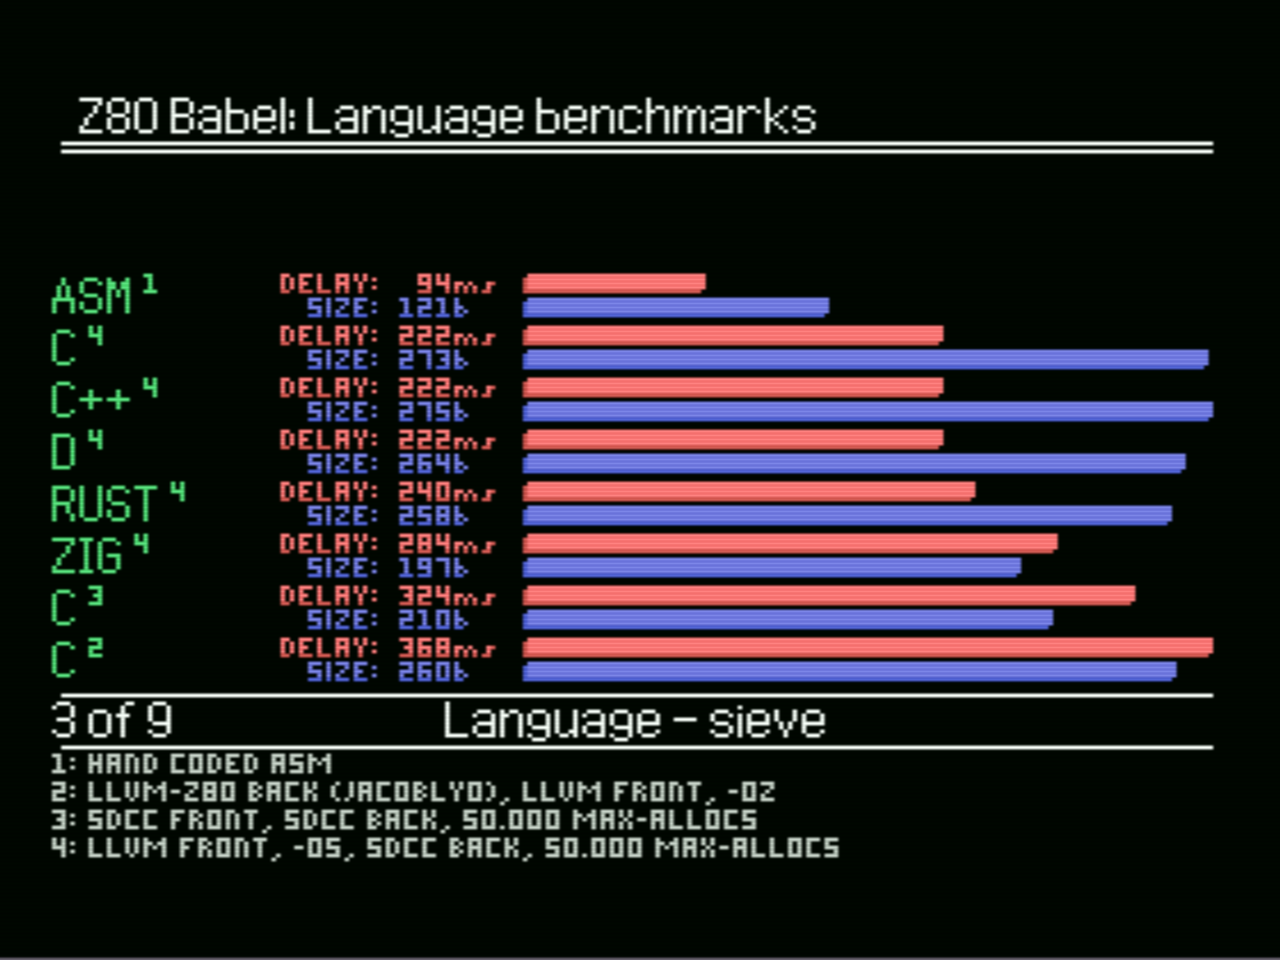 Z80 Babel: Language benchmarks
ASM 1 DELAY: 94ms
SIZE: 121b
C 4 DELAY: 222ms
SIZE: 273b
C++ 4 DELAY: 222ms
SIZE: 275b
D 4 DELAY: 222ms
SIZE: 264b
RUST 4 DELAY: 240ms
SIZE: 258b
ZIG 4 DELAY: 284ms
SIZE: 197b
C 3 DELAY: 324ms
SIZE: 210b
C 2 DELAY: 368ms
SIZE: 260b
3 of 9 Language - sieve
1: HAND CODED ASM
2: LLVM-Z80 BACK (JACOBLY0), LLVM FRONT, -OZ
3: SDCC FRONT, SDCC BACK, 50.000 MAX-ALLOCS
4: LLVM FRONT, -OS, SDCC BACK, 50.000 MAX-ALLOCS